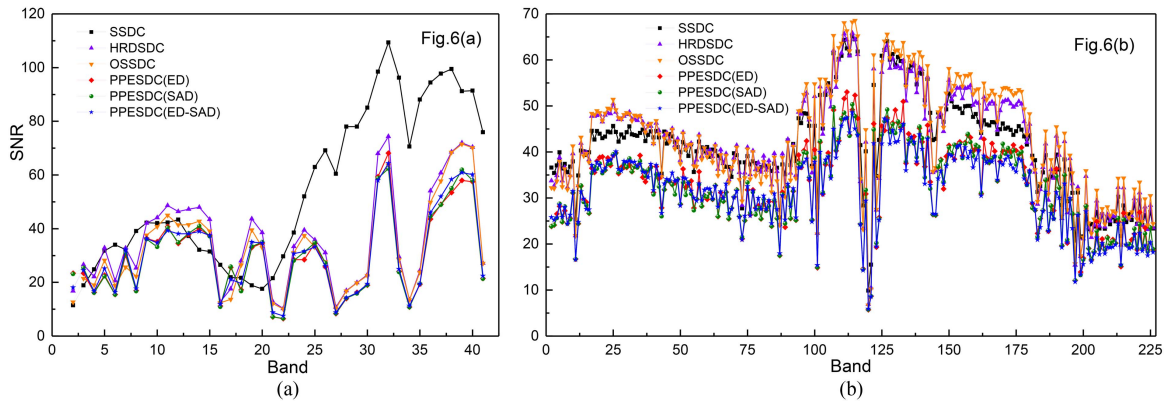 120
100
80
60
40
20
0
SNR
0 5 10 15 20 25 30 35 40
Band
SSDC
HRDSDC
OSSDC
PPESDC(ED)
PPESDC(SAD)
PPESDC(ED-SAD)
Fig.6(a)
(a)
70
60
50
40
30
20
10
0
0 25 50 75 100 125 150 175 200 225
Band
SSDC
HRDSDC
OSSDC
PPESDC(ED)
PPESDC(SAD)
PPESDC(ED-SAD)
Fig.6(b)
(b)